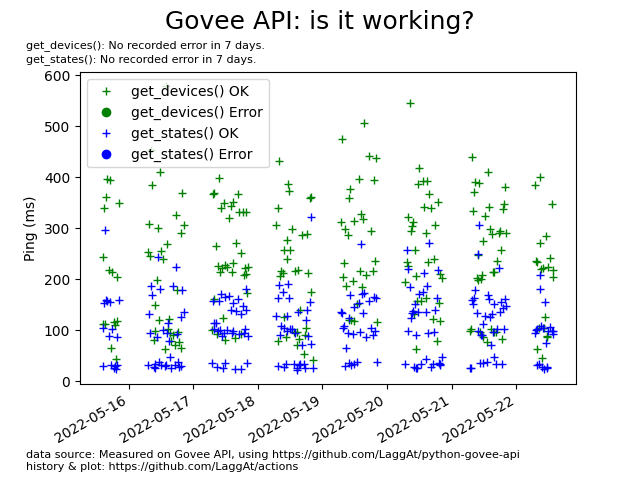 Govee API: is it working?
get_devices(): No recorded error in 7 days.
get_states(): No recorded error in 7 days.
600
500
400
300
200
100
0
Ping (ms)
get_devices() OK
get_devices() Error
get_states() OK
get_states() Error
2022-05-16
2022-05-17
2022-05-18
2022-05-19
2022-05-20
2022-05-21
2022-05-22
data source: Measured on Govee API, using https://github.com/LaggAt/python-govee-api
history & plot: https://github.com/LaggAt/actions